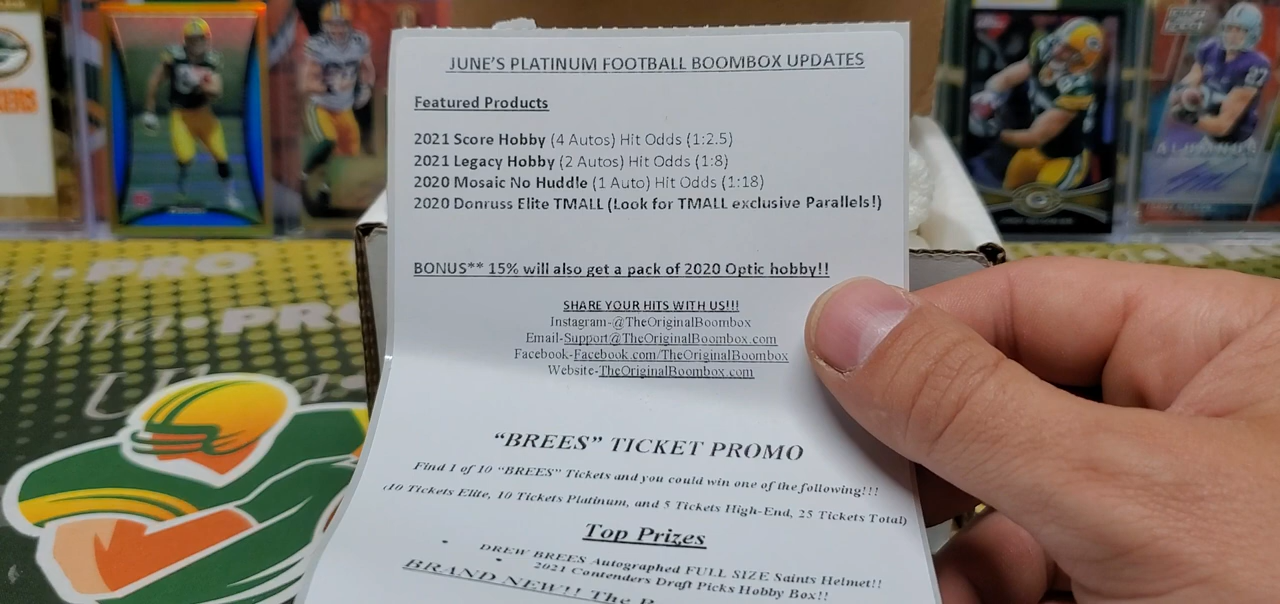 JUNE'S PLATINUM FOOTBALL BOOMBOX UPDATES
Featured Products
2021 Score Hobby (4 Autos) Hit Odds (1:2.5)
2021 Legacy Hobby (2 Autos) Hit Odds (1:8)
2020 Mosaic No Huddle (1 Auto) Hit Odds (1:18)
2020 Donruss Elite TMALL (Look for TMALL exclusive Parallels!)
BONUS** 15% will also get a pack of 2020 Optic hobby!!
SHARE YOUR HITS WITH US!!!
Instagram-@TheOriginalBoombox
Email-Support@TheOriginalBoombox.com
Facebook-Facebook.com/TheOriginalBoombox
Website-TheOriginalBoombox.com
“BREES” TICKET PROMO
Find 1 of 10 “BREES” Tickets and you could win one of the following!!!
(10 Tickets Elite, 10 Tickets Platinum, and 5 Tickets High-End, 25 Tickets Total)
Top Prizes
DREW BREES Autographed FULL SIZE Saints Helmet!!
2021 Contenders Draft Picks Hobby Box!!
BRAND NEW!! The
PRO
Ultra PRO